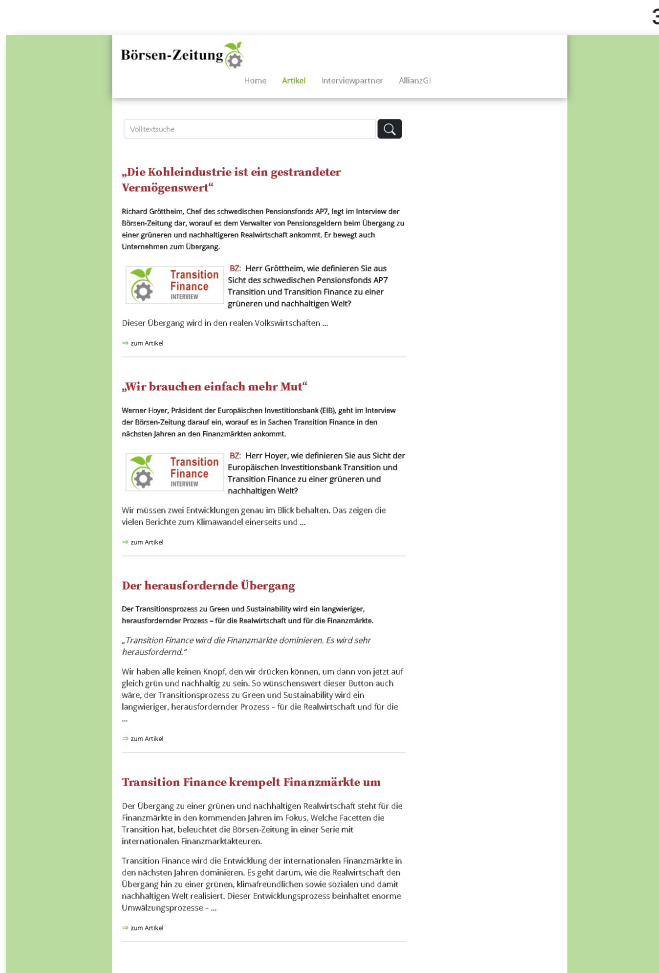 3
Börsen-Zeitung
Home Artikel Interviewpartner AllianzGI
Volltextsuche
„Die Kohleindustrie ist ein gestrandeter
Vermögenswert“
Richard Gröttheim, Chef des schwedischen Pensionsfonds AP7, legt im Interview der
Börsen-Zeitung dar, worauf es dem Verwalter von Pensionsgeldern beim Übergang zu
einer grüneren und nachhaltigeren Realwirtschaft ankommt. Er bewegt auch
Unternehmen zum Übergang.
Transition
Finance
INTERVIEW
BZ: Herr Gröttheim, wie definieren Sie aus
Sicht des schwedischen Pensionsfonds AP7
Transition und Transition Finance zu einer
grüneren und nachhaltigen Welt?
Dieser Übergang wird in den realen Volkswirtschaften ...
⇒ zum Artikel
„Wir brauchen einfach mehr Mut“
Werner Hoyer, Präsident der Europäischen Investitionsbank (EIB), geht im Interview
der Börsen-Zeitung darauf ein, worauf es in Sachen Transition Finance in den
nächsten Jahren an den Finanzmärkten ankommt.
Transition
Finance
INTERVIEW
BZ: Herr Hoyer, wie definieren Sie aus Sicht der
Europäischen Investitionsbank Transition und
Transition Finance zu einer grüneren und
nachhaltigen Welt?
Wir müssen zwei Entwicklungen genau im Blick behalten. Das zeigen die
vielen Berichte zum Klimawandel einerseits und ...
⇒ zum Artikel
Der herausfordernde Übergang
Der Transitionsprozess zu Green und Sustainability wird ein langwieriger,
herausfordernder Prozess – für die Realwirtschaft und für die Finanzmärkte.
„Transition Finance wird die Finanzmärkte dominieren. Es wird sehr
herausfordernd.“
Wir haben alle keinen Knopf, den wir drücken können, um dann von jetzt auf
gleich grün und nachhaltig zu sein. So wünschenswert dieser Button auch
wäre, der Transitionsprozess zu Green und Sustainability wird ein
langwieriger, herausfordernder Prozess – für die Realwirtschaft und für die
...
⇒ zum Artikel
Transition Finance krempelt Finanzmärkte um
Der Übergang zu einer grünen und nachhaltigen Realwirtschaft steht für die
Finanzmärkte in den kommenden Jahren im Fokus. Welche Facetten die
Transition hat, beleuchtet die Börsen-Zeitung in einer Serie mit
internationalen Finanzmarktakteuren.
Transition Finance wird die Entwicklung der internationalen Finanzmärkte in
den nächsten Jahren dominieren. Es geht darum, wie die Realwirtschaft den
Übergang hin zu einer grünen, klimafreundlichen sowie sozialen und damit
nachhaltigen Welt realisiert. Dieser Entwicklungsprozess beinhaltet enorme
Umwälzungsprozesse – ...
⇒ zum Artikel